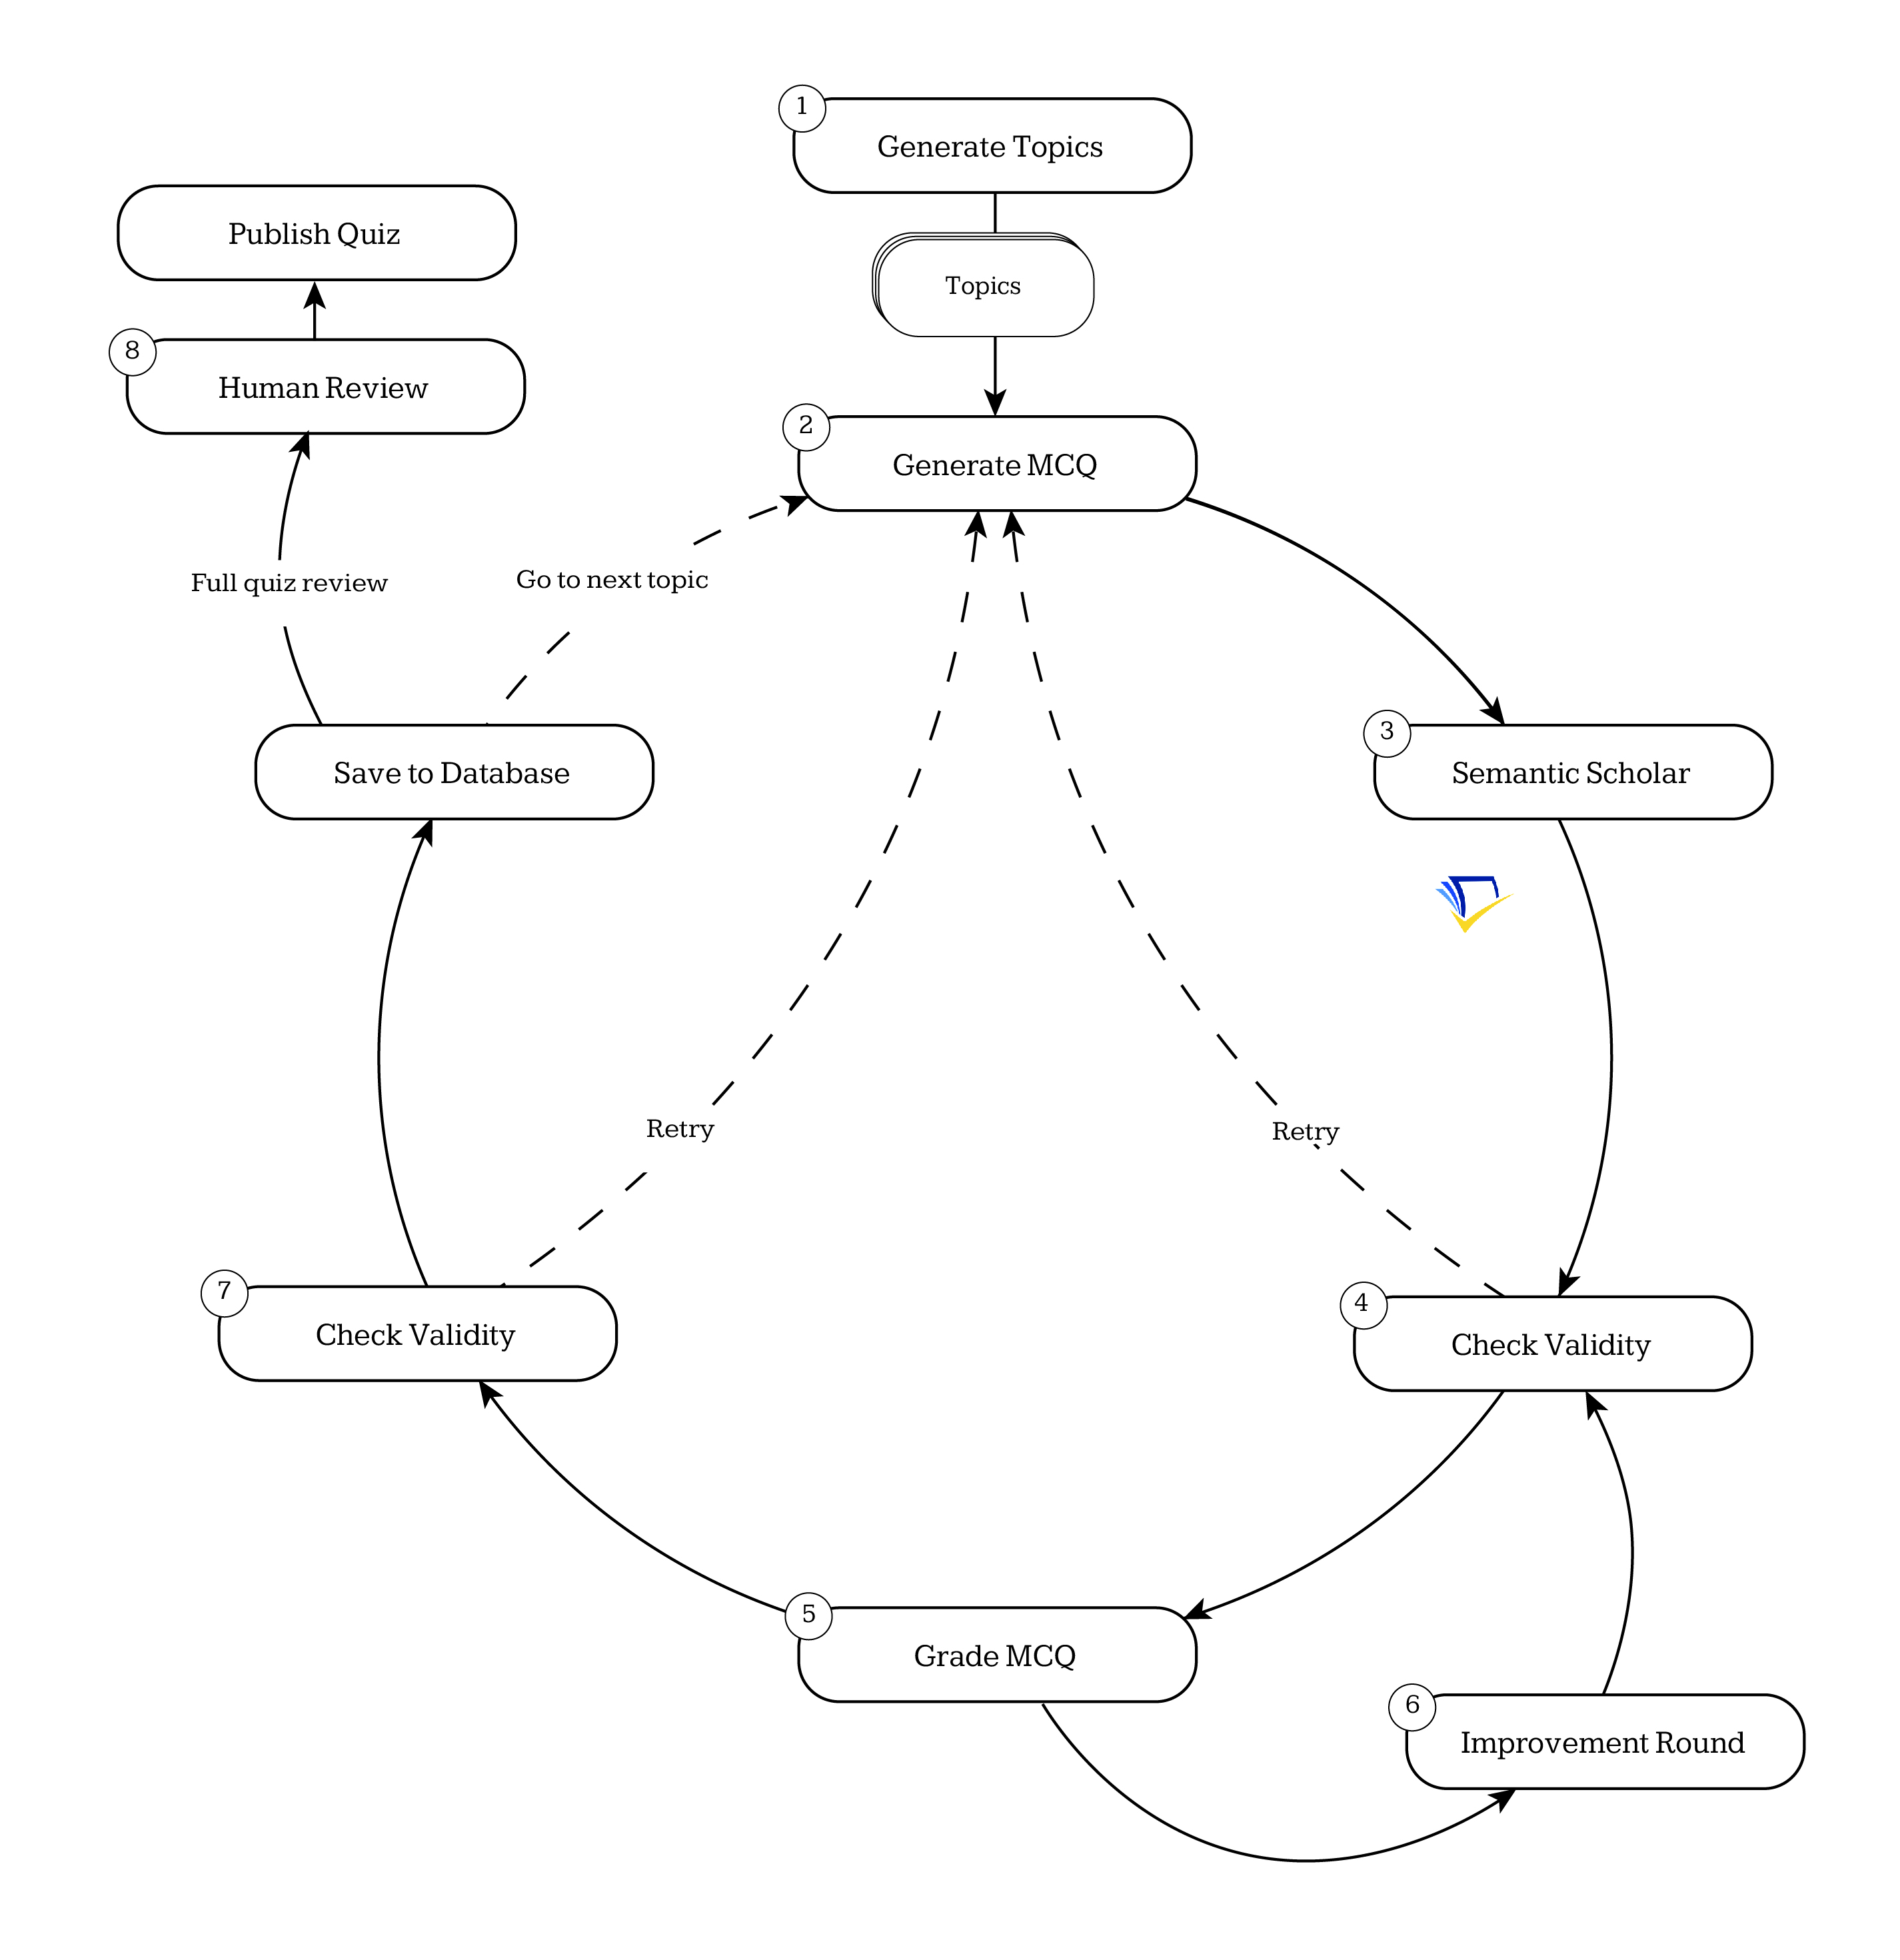 1
Generate Topics
Topics
2
Generate MCQ
3
Semantic Scholar
4
Check Validity
Retry
5
Grade MCQ
6
Improvement Round
7
Check Validity
Retry
Save to Database
Go to next topic
Full quiz review
8
Human Review
Publish Quiz